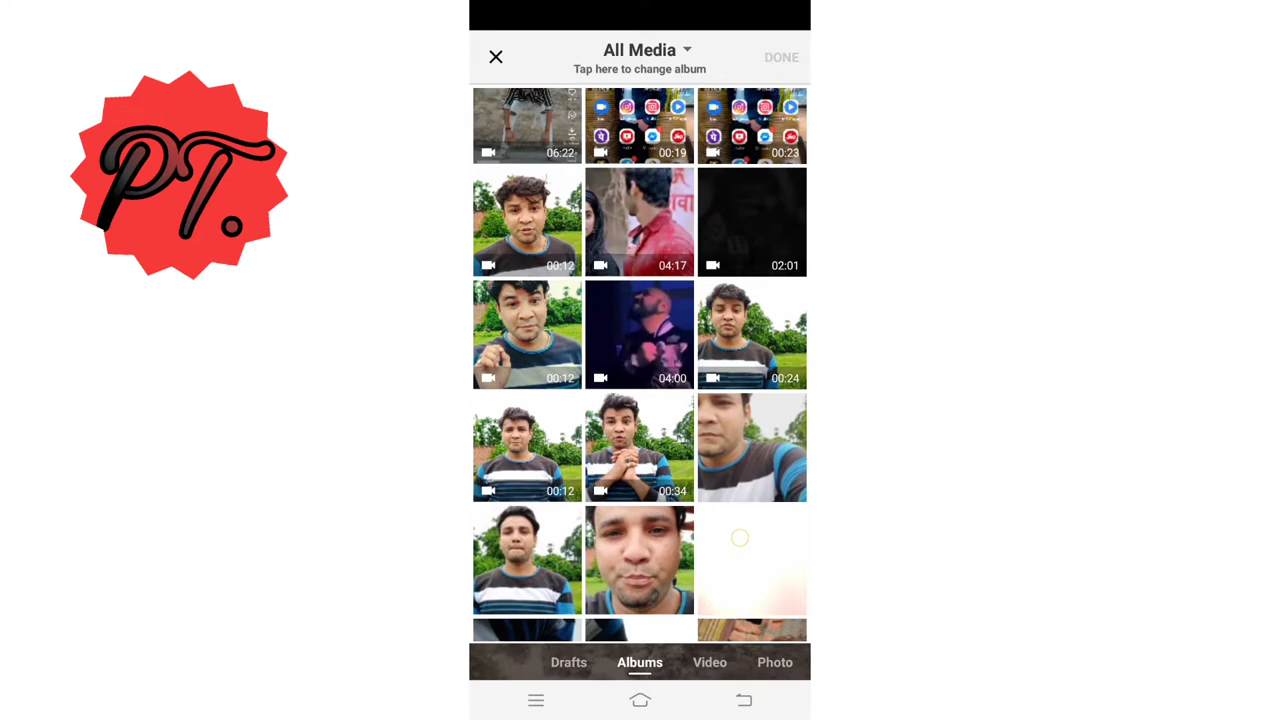 All Media
DONE
Tap here to change album
06:22
00:19
00:23
00:12
04:17
02:01
00:12
04:00
00:24
00:12
00:34
Drafts
Albums
Video
Photo
PT.